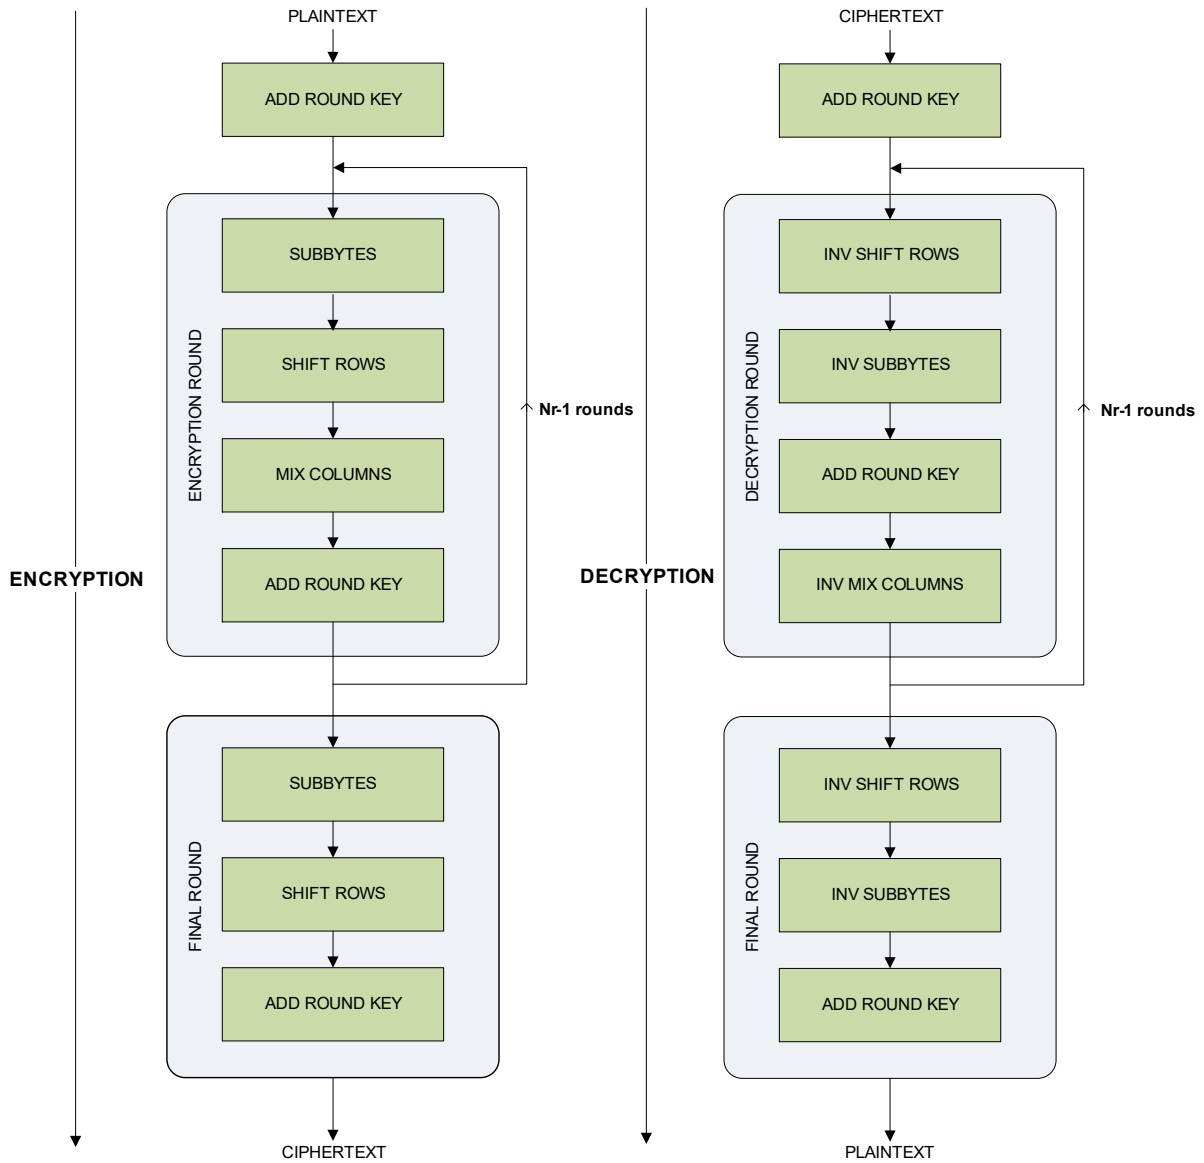 PLAINTEXT
ADD ROUND KEY
SUBBYTES
SHIFT ROWS
MIX COLUMNS
ADD ROUND KEY
ENCRYPTION ROUND
Nr-1 rounds
ENCRYPTION
SUBBYTES
SHIFT ROWS
ADD ROUND KEY
FINAL ROUND
CIPHERTEXT
CIPHERTEXT
ADD ROUND KEY
INV SHIFT ROWS
INV SUBBYTES
ADD ROUND KEY
INV MIX COLUMNS
DECRYPTION ROUND
Nr-1 rounds
DECRYPTION
INV SHIFT ROWS
INV SUBBYTES
ADD ROUND KEY
FINAL ROUND
PLAINTEXT